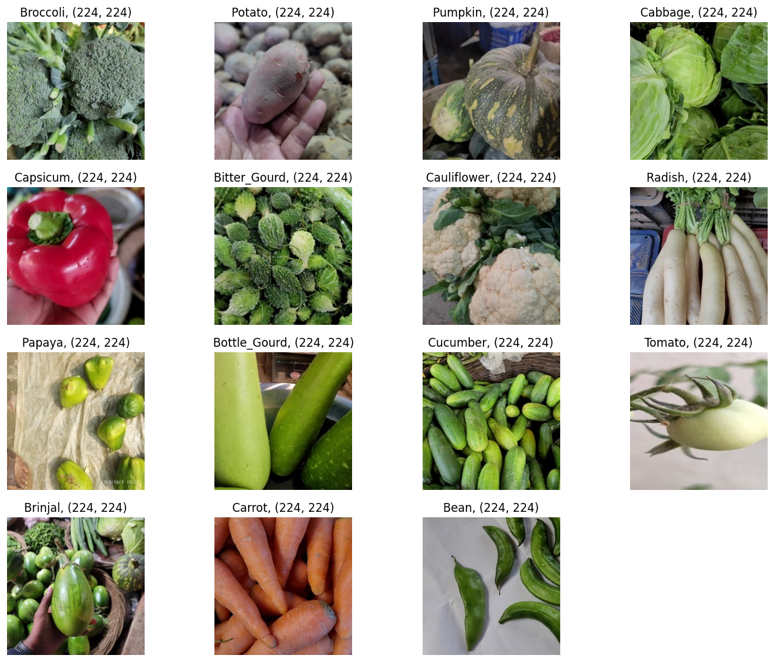 Broccoli, (224, 224)
Potato, (224, 224)
Pumpkin, (224, 224)
Cabbage, (224, 224)
Capsicum, (224, 224)
Bitter_Gourd, (224, 224)
Cauliflower, (224, 224)
Radish, (224, 224)
Papaya, (224, 224)
Bottle_Gourd, (224, 224)
Cucumber, (224, 224)
Tomato, (224, 224)
Brinjal, (224, 224)
Carrot, (224, 224)
Bean, (224, 224)